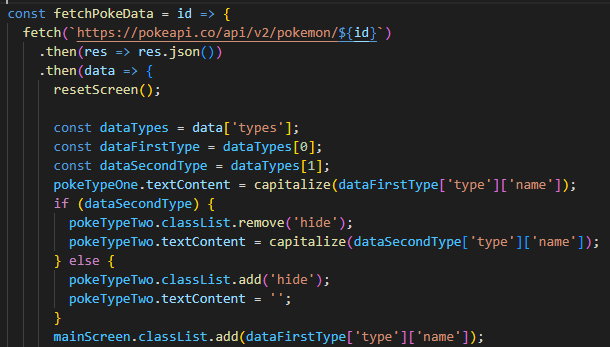 const fetchPokeData = id => {
  fetch(`https://pokeapi.co/api/v2/pokemon/${id}`)
    .then(res => res.json())
    .then(data => {
      resetScreen();

      const dataTypes = data['types'];
      const dataFirstType = dataTypes[0];
      const dataSecondType = dataTypes[1];
      pokeTypeOne.textContent = capitalize(dataFirstType['type']['name']);
      if (dataSecondType) {
        pokeTypeTwo.classList.remove('hide');
        pokeTypeTwo.textContent = capitalize(dataSecondType['type']['name']);
      } else {
        pokeTypeTwo.classList.add('hide');
        pokeTypeTwo.textContent = '';
      }
      mainScreen.classList.add(dataFirstType['type']['name']);